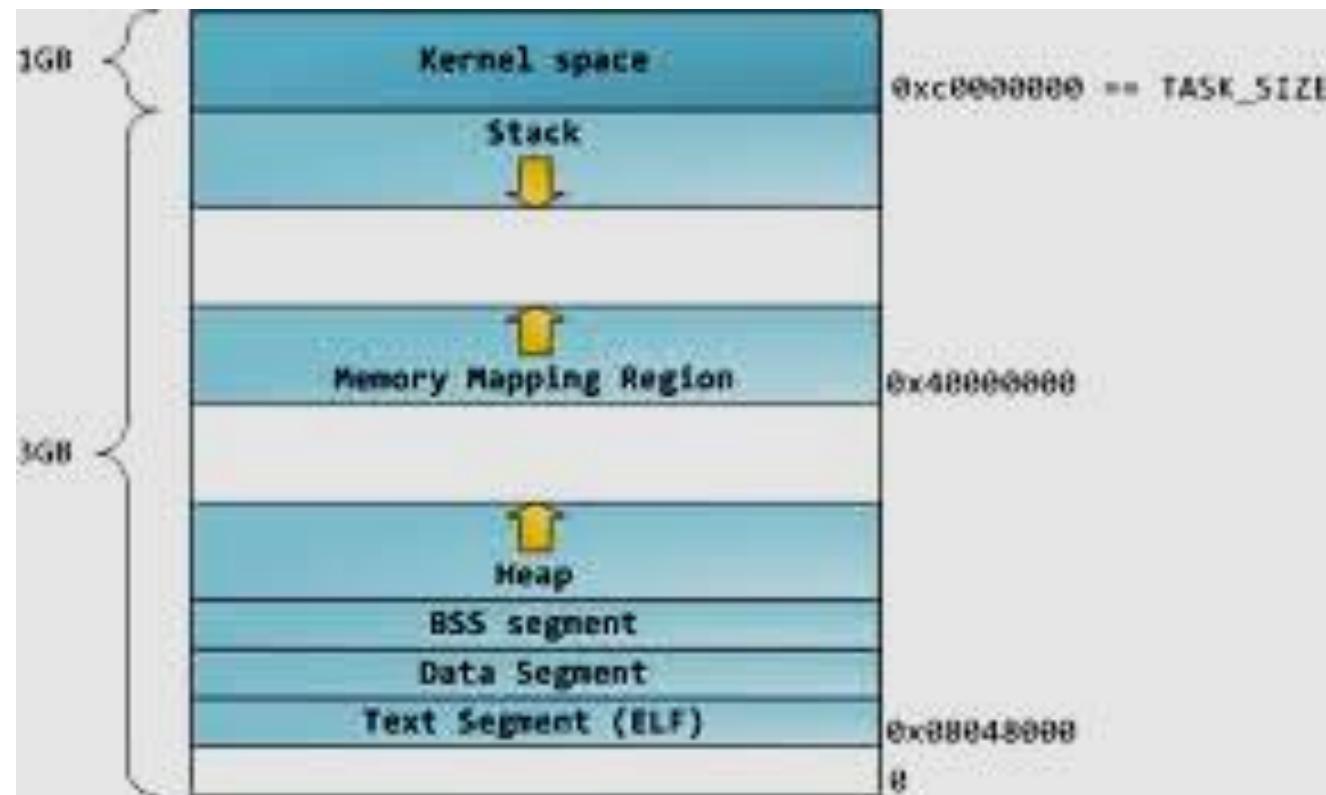 1GB
Kernel space
0xc0000000 == TASK_SIZE
Stack
Memory Mapping Region
0x40000000
3GB
Heap
BSS segment
Data Segment
Text Segment (ELF)
0x08048000
0